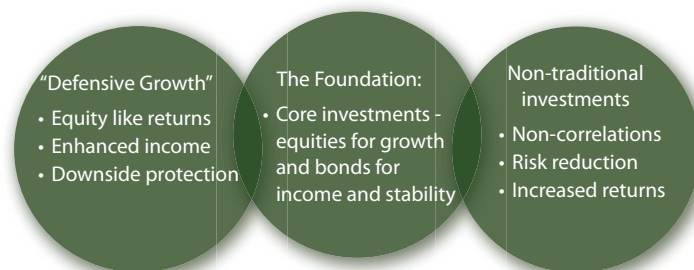 “Defensive Growth”
• Equity like returns
• Enhanced income
• Downside protection
The Foundation:
• Core investments -
equities for growth
and bonds for
income and stability
Non-traditional
investments
• Non-correlations
• Risk reduction
• Increased returns